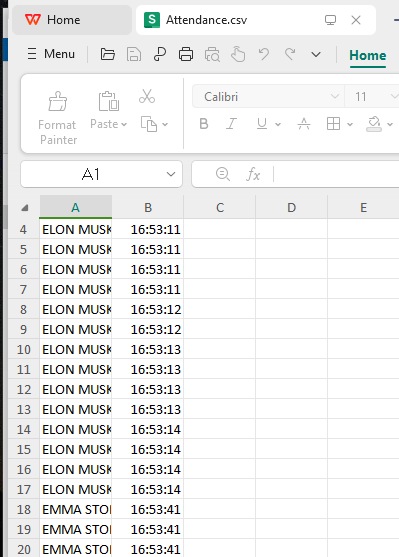 Home
Attendance.csv
Menu
Home
Format
Painter
Paste
Calibri
11
B I U A
A1
fx
A B C D E
4 ELON MUSK 16:53:11
5 ELON MUSK 16:53:11
6 ELON MUSK 16:53:11
7 ELON MUSK 16:53:11
8 ELON MUSK 16:53:12
9 ELON MUSK 16:53:12
10 ELON MUSK 16:53:13
11 ELON MUSK 16:53:13
12 ELON MUSK 16:53:13
13 ELON MUSK 16:53:13
14 ELON MUSK 16:53:14
15 ELON MUSK 16:53:14
16 ELON MUSK 16:53:14
17 ELON MUSK 16:53:14
18 EMMA STO 16:53:41
19 EMMA STO 16:53:41
20 EMMA STO 16:53:41